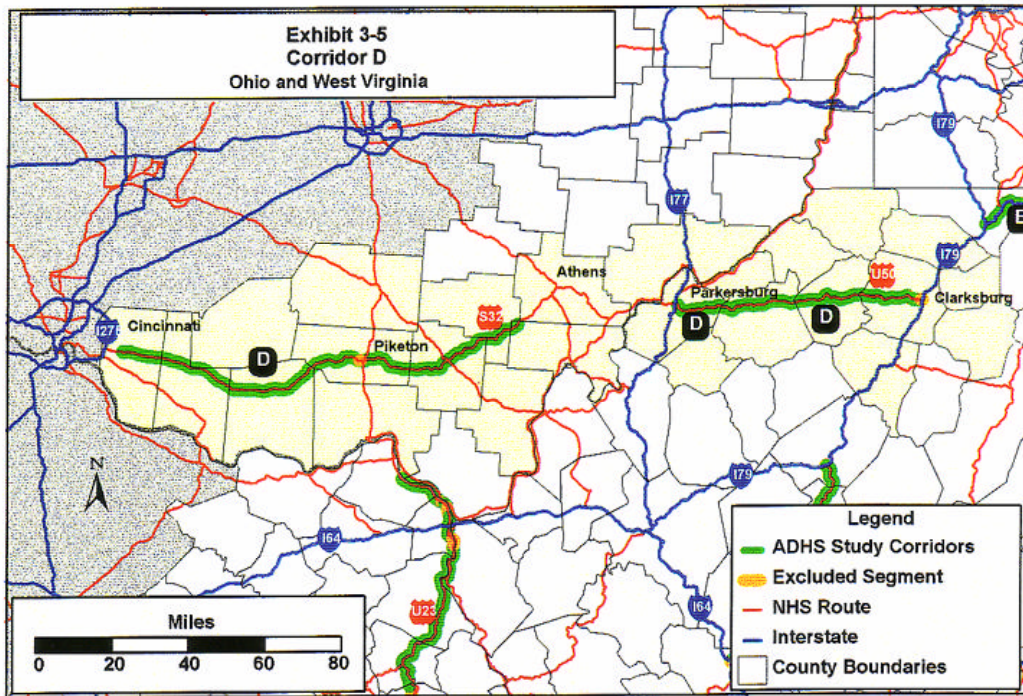 Exhibit 3-5
Corridor D
Ohio and West Virginia
I79
I77
E
I79
Athens
U50
Parkersburg
Clarksburg
S32
I275
Cincinnati
D
D
D
Piketon
N
I79
I64
U23
I64
Miles
0 20 40 60 80
Legend
ADHS Study Corridors
Excluded Segment
NHS Route
Interstate
County Boundaries